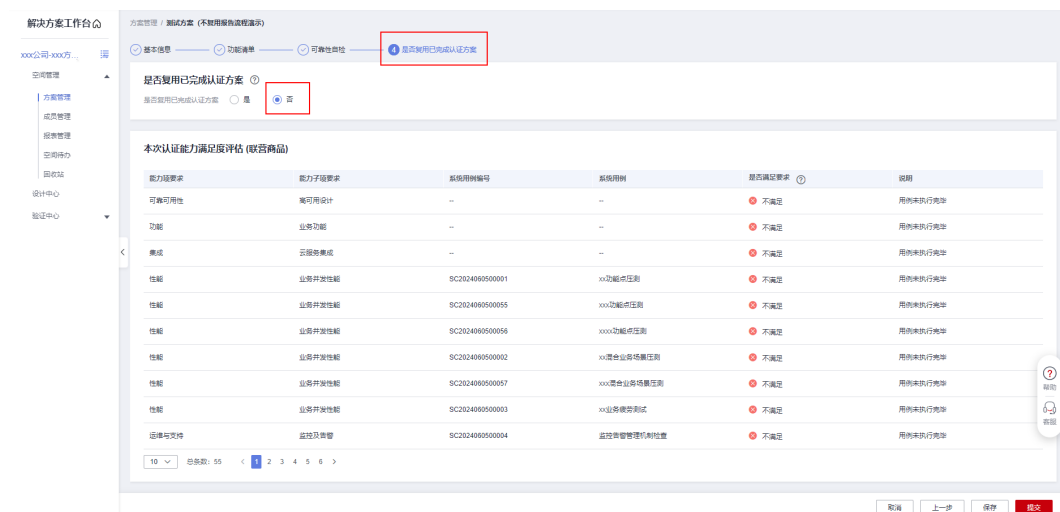 解决方案工作台
方案管理 / 测试方案 (不复用报告流程演示)
xxx公司-xxx方...
基本信息
功能清单
可靠性自检
4 是否复用已完成认证方案
空间管理
方案管理
成员管理
报表管理
空间待办
回收站
设计中心
验证中心
是否复用已完成认证方案
是否复用已完成认证方案 是 否
本次认证能力满足度评估 (联营商品)
能力项要求 能力子项要求 系统用例编号 系统用例 是否满足要求 说明
可靠可用性 高可用设计 -- -- 不满足 用例未执行完毕
功能 业务功能 -- -- 不满足 用例未执行完毕
集成 云服务集成 -- -- 不满足 用例未执行完毕
性能 业务并发性能 SC2024060500001 xx功能点压测 不满足 用例未执行完毕
性能 业务并发性能 SC2024060500055 xxx功能点压测 不满足 用例未执行完毕
性能 业务并发性能 SC2024060500056 xxxx功能点压测 不满足 用例未执行完毕
性能 业务并发性能 SC2024060500002 xx混合业务场景压测 不满足 用例未执行完毕
性能 业务并发性能 SC2024060500057 xxx混合业务场景压测 不满足 用例未执行完毕
性能 业务并发性能 SC2024060500003 xx业务疲劳测试 不满足 用例未执行完毕
运维与支持 监控及告警 SC2024060500004 监控告警管理机制检查 不满足 用例未执行完毕
10 总条数: 55 < 1 2 3 4 5 6 >
帮助
客服
取消 上一步 保存 提交